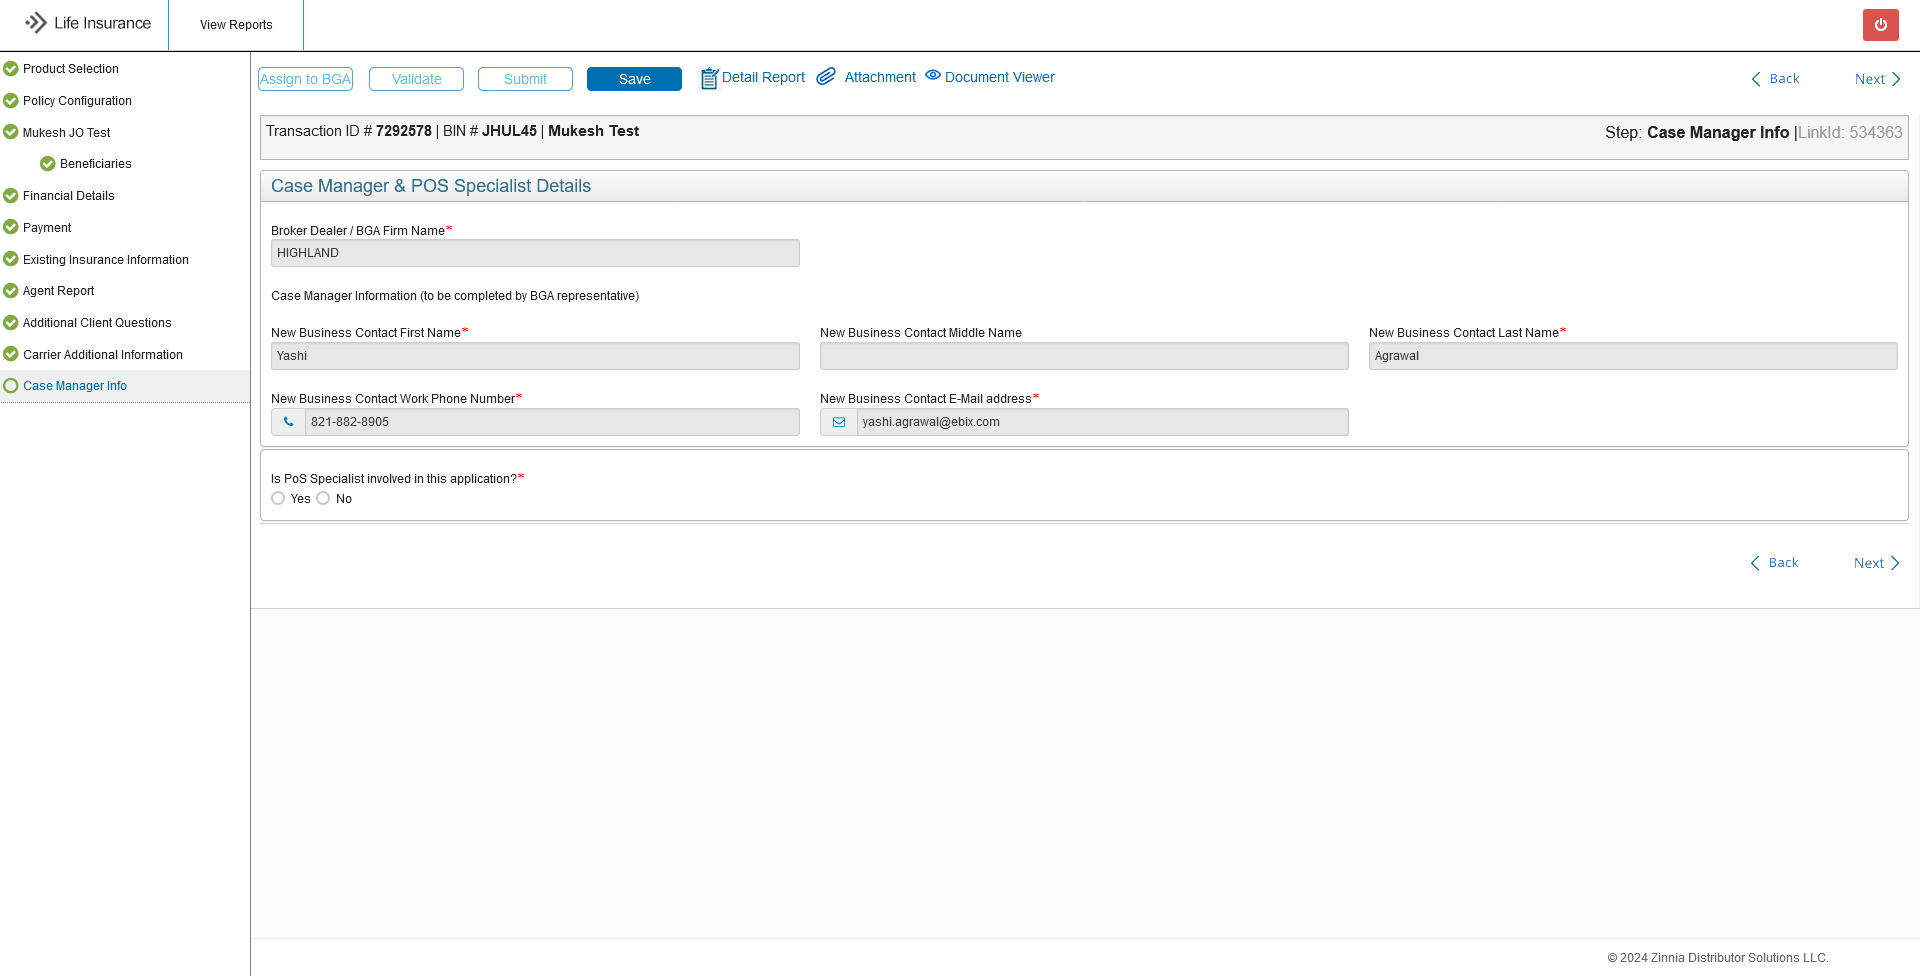 Life Insurance
View Reports
Product Selection
Policy Configuration
Mukesh JO Test
Beneficiaries
Financial Details
Payment
Existing Insurance Information
Agent Report
Additional Client Questions
Carrier Additional Information
Case Manager Info
Assign to BGA
Validate
Submit
Save
Detail Report
Attachment
Document Viewer
Back
Next
Transaction ID # 7292578 | BIN # JHUL45 | Mukesh Test
Step: Case Manager Info |LinkId: 534363
Case Manager & POS Specialist Details
Broker Dealer / BGA Firm Name*
HIGHLAND
Case Manager Information (to be completed by BGA representative)
New Business Contact First Name*
Yashi
New Business Contact Middle Name
New Business Contact Last Name*
Agrawal
New Business Contact Work Phone Number*
821-882-8905
New Business Contact E-Mail address*
yashi.agrawal@ebix.com
Is PoS Specialist involved in this application?*
Yes
No
Back
Next
© 2024 Zinnia Distributor Solutions LLC.